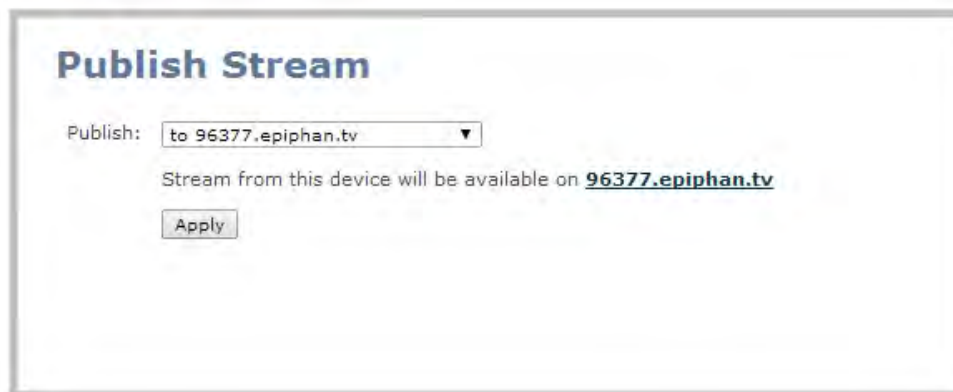 Publish Stream
Publish: to 96377.epiphan.tv
Stream from this device will be available on 96377.epiphan.tv
Apply